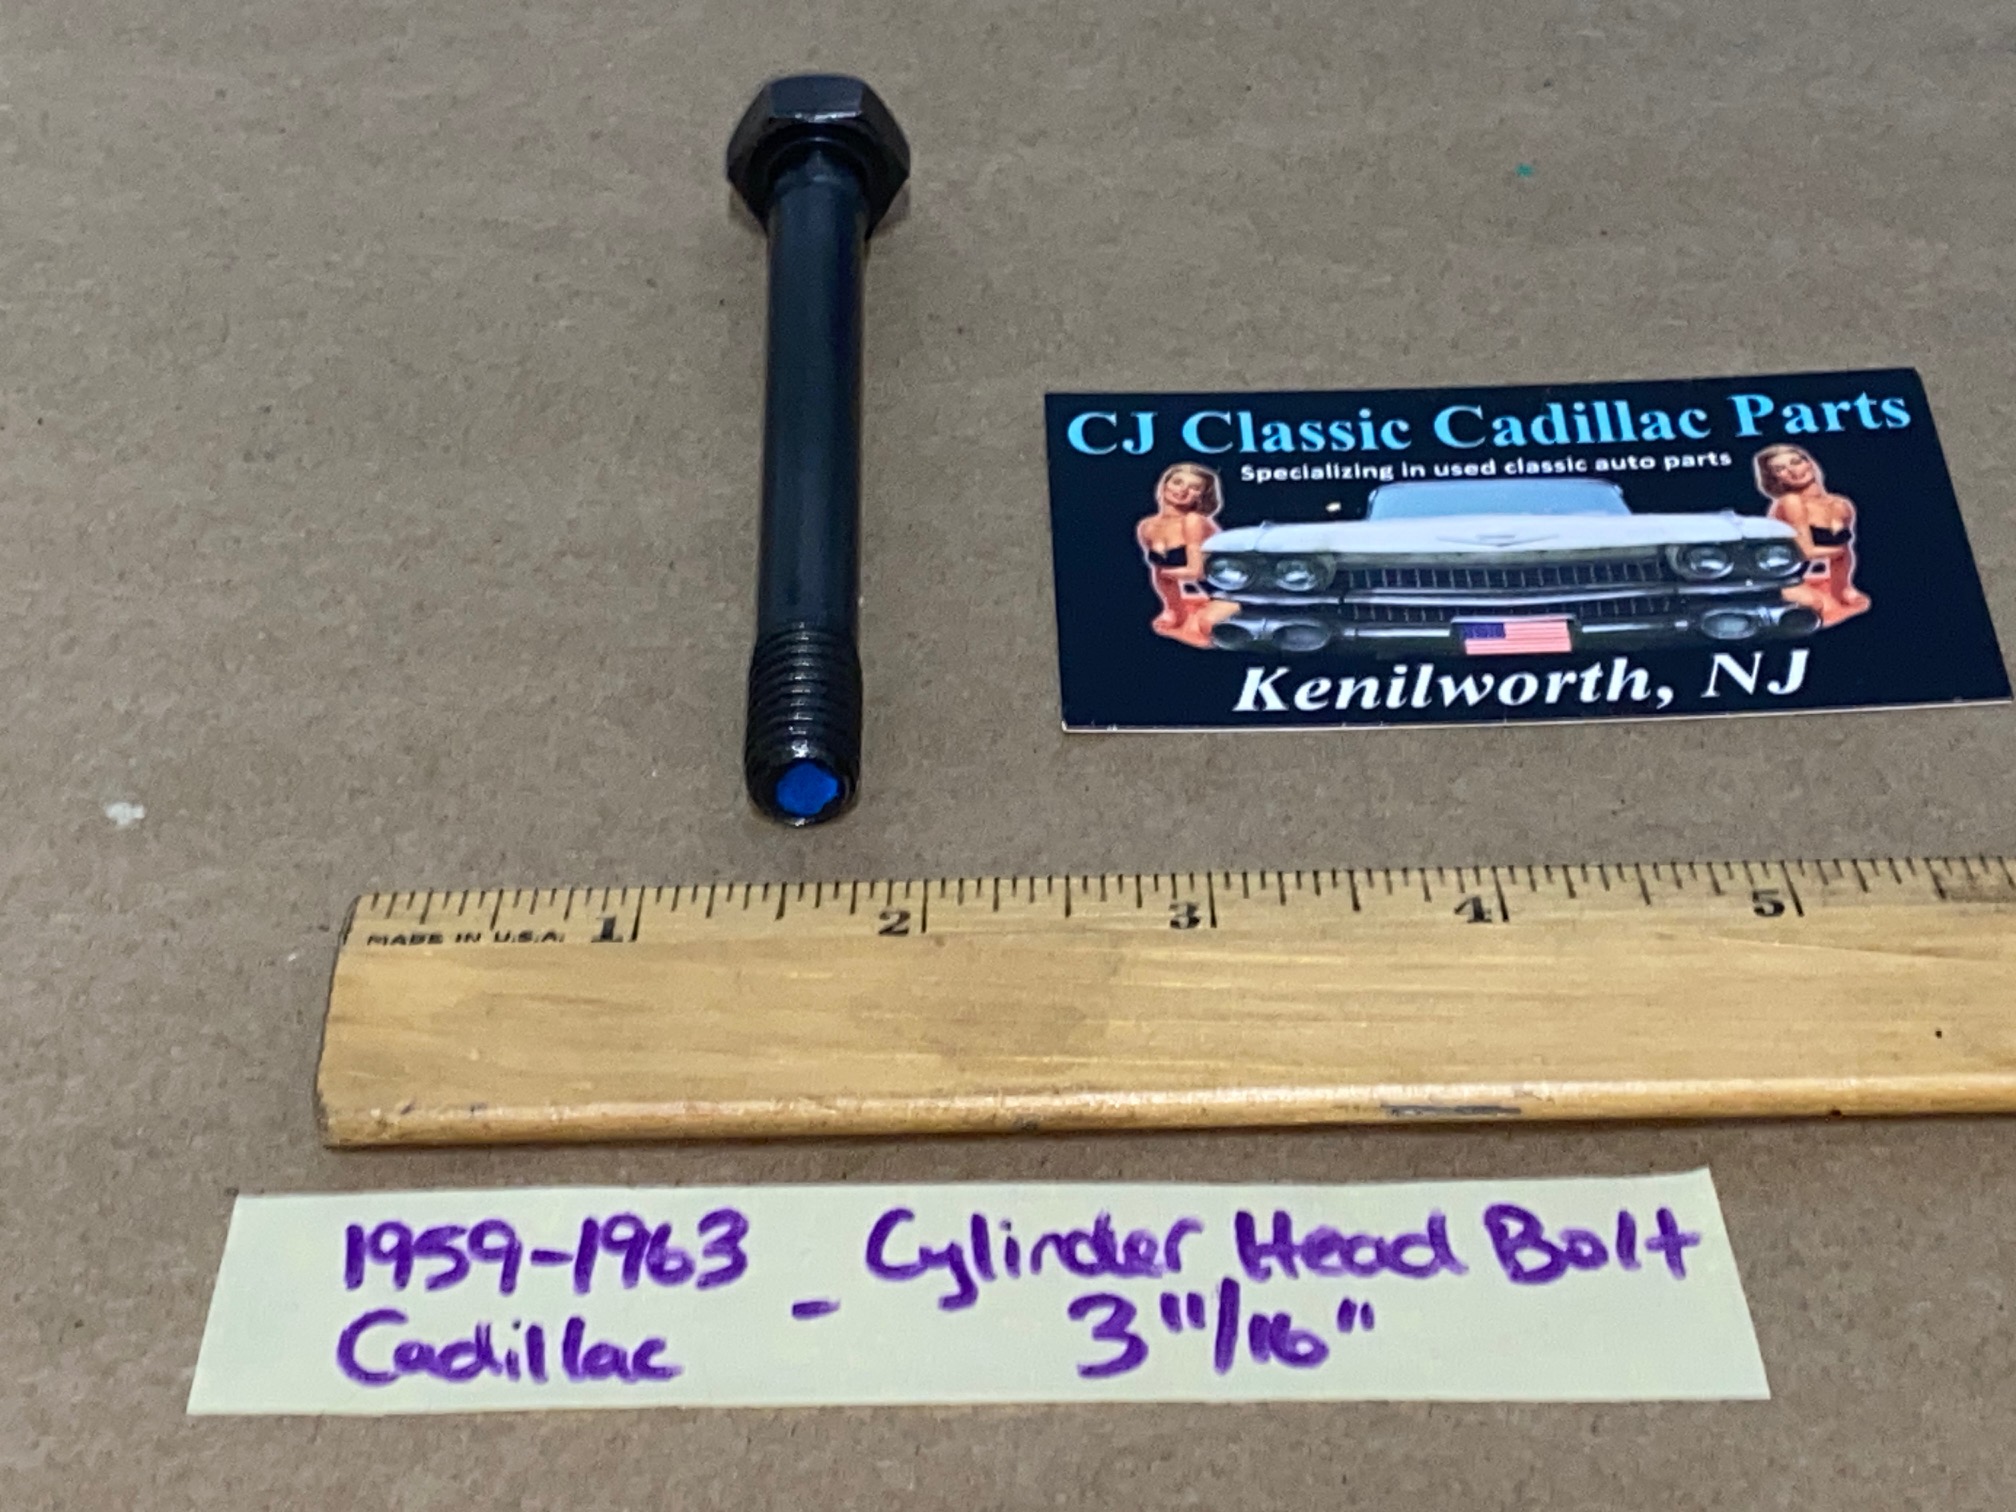 CJ Classic Cadillac Parts
Specializing in used classic auto parts
Kenilworth, NJ
1 2 3 4 5
MADE IN U.S.A.
1959-1963 - Cylinder Head Bolt
Cadillac 3"/16"